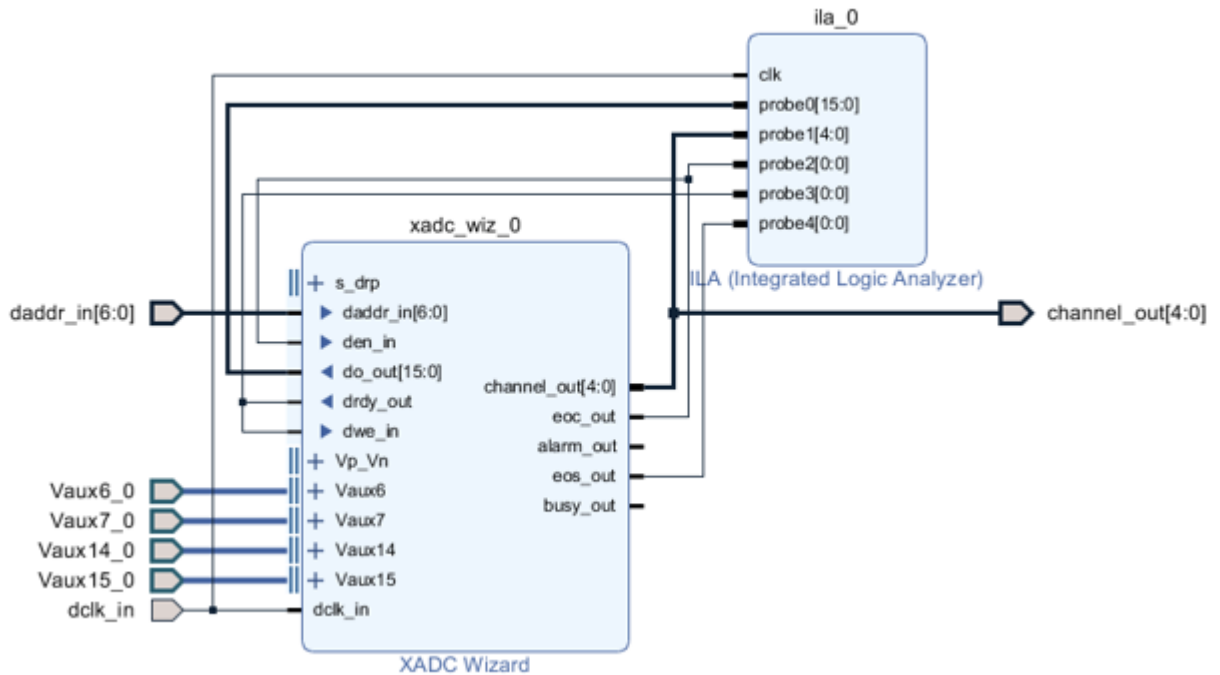 ila_0
clk
probe0[15:0]
probe1[4:0]
probe2[0:0]
probe3[0:0]
probe4[0:0]
ILA (Integrated Logic Analyzer)
xadc_wiz_0
s_drp
daddr_in[6:0]
daddr_in[6:0]
den_in
do_out[15:0]
drdy_out
dwe_in
Vp_Vn
Vaux6_0
Vaux6
Vaux7_0
Vaux7
Vaux14_0
Vaux14
Vaux15_0
Vaux15
dclk_in
dclk_in
channel_out[4:0]
eoc_out
alarm_out
eos_out
busy_out
XADC Wizard
channel_out[4:0]